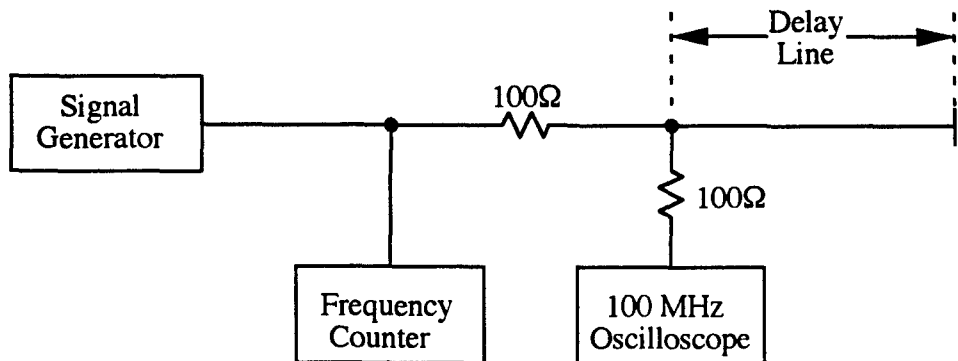 Delay
Line
Signal
Generator
100Ω
100Ω
Frequency
Counter
100 MHz
Oscilloscope